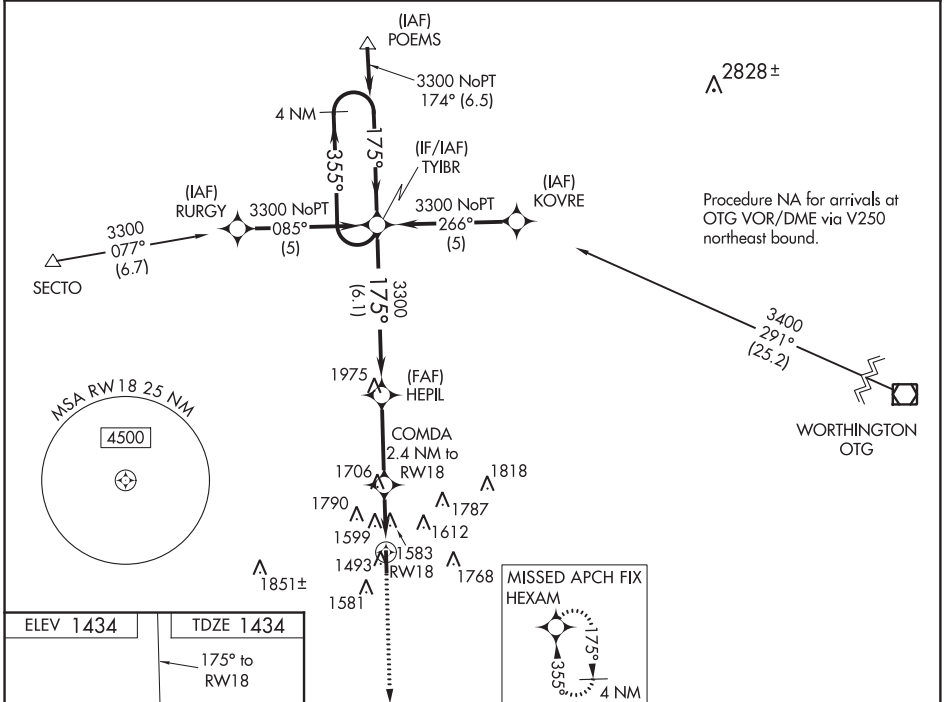 (IAF)
POEMS
3300 NoPT
174° (6.5)
2828±
4 NM
175°
355°
(IF/IAF)
TYIBR
(IAF)
RURGY
3300 NoPT
085°
(5)
3300 NoPT
266°
(5)
(IAF)
KOVRE
Procedure NA for arrivals at
OTG VOR/DME via V250
northeast bound.
3300
077°
(6.7)
SECTO
3300
175°
(6.1)
3400
291°
(25.2)
WORTHINGTON
OTG
1975
(FAF)
HEPIL
MSA RW18 25 NM
4500
COMDA
2.4 NM to
RW18
1706
1818
1790
1787
1599
1612
1583
1493
RW18
1768
1851±
1581
MISSED APCH FIX
HEXAM
175°
355°
4 NM
ELEV 1434
TDZE 1434
175° to
RW18